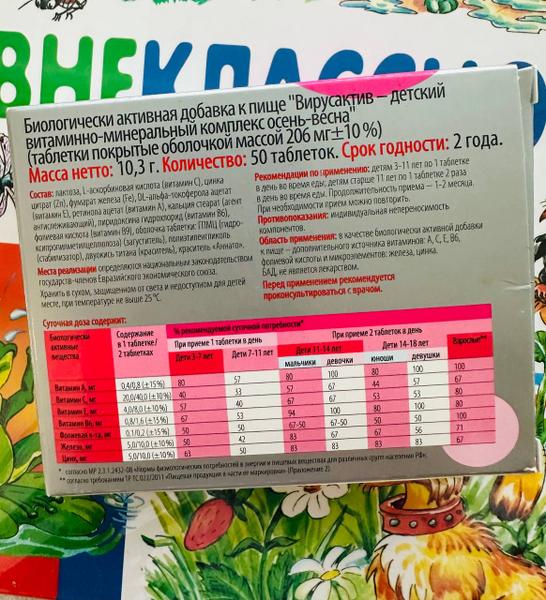 ВНЕКЛАСС
Биологически активная добавка к пище "Вирусактив – детский
витаминно-минеральный комплекс осень-весна"
(таблетки покрытые оболочкой массой 206 мг±10%)
Масса нетто: 10,3 г. Количество: 50 таблеток. Срок годности: 2 года.
Состав: лактоза, L-аскорбиновая кислота (витамин С), цинка
цитрат (Zn), фумарат железа (Fe), DL-альфа-токоферола ацетат
(витамин Е), ретинола ацетат (витамин А), кальция стеарат (агент
антислеживающий), пиридоксина гидрохлорид (витамин В6),
фолиевая кислота (витамин В9), оболочка таблетки: ГПМЦ (гидро-
ксипропилметилцеллюлоза) (загуститель), полиэтиленгликоль
(стабилизатор), двуокись титана (краситель), краситель «Аннато».
Места реализации определяются национальным законодательством
государств-членов Евразийского экономического союза.
Хранить в сухом, защищенном от света и недоступном для детей
месте, при температуре не выше 25 °С.
Рекомендации по применению: детям 3-11 лет по 1 таблетке
в день во время еды; детям старше 11 лет по 1 таблетке 2 раза
в день во время еды. Продолжительность приема – 1-2 месяца.
При необходимости прием можно повторить.
Противопоказания: индивидуальная непереносимость
компонентов.
Область применения: в качестве биологически активной добавки
к пище – дополнительного источника витаминов: А, С, Е, В6,
фолиевой кислоты и микроэлементов: железа, цинка.
БАД, не является лекарством.
Перед применением рекомендуется
проконсультироваться с врачом.
Суточная доза содержит:
Биологически активные вещества Содержание в 1 таблетке/ 2 таблетках % рекомендуемой суточной потребности*
При приеме 1 таблетки в день При приеме 2 таблеток в день Взрослые**
Дети 3-7 лет Дети 7-11 лет Дети 11-14 лет Дети 14-18 лет
мальчики девочки юноши девушки
Витамин А, мг 0,4/0,8 (±15%) 80 57 80 100 80 100 100
Витамин С, мг 20,0/40,0 (±10%) 40 33 57 67 44 57 67
Витамин Е, мг 4,0/8,0 (±10%) 57 40 67 67 53 53 80
Витамин В6, мг 0,8/1,6 (±15%) 67 53 94 100 80 100 80
Фолиевая к-та, мг 0,1/0,2 (±15%) 50 50 67-50 67-50 50 50 100
Железо, мг 5,0/10,0 (±10%) 50 42 83 67 67 56 71
Цинк, мг 5,0/10,0 (±10%) 63 50 83 83 83 83 67
* согласно МР 2.3.1.2432-08 «Нормы физиологических потребностей в энергии и пищевых веществах для различных групп населения РФ»;
** согласно требованиям ТР ТС 022/2011 «Пищевая продукция в части ее маркировки» (Приложение 2).